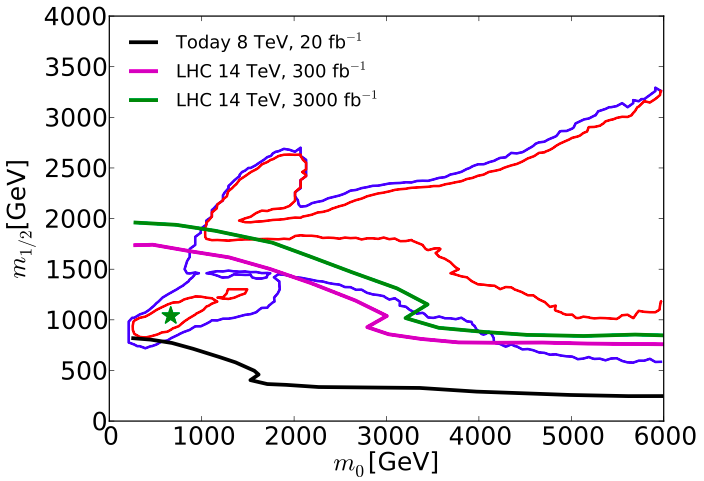 4000
3500
3000
2500
2000
1500
1000
500
0
m_{1/2}[GeV]
Today 8 TeV, 20 fb⁻¹
LHC 14 TeV, 300 fb⁻¹
LHC 14 TeV, 3000 fb⁻¹
0 1000 2000 3000 4000 5000 6000
m_0[GeV]